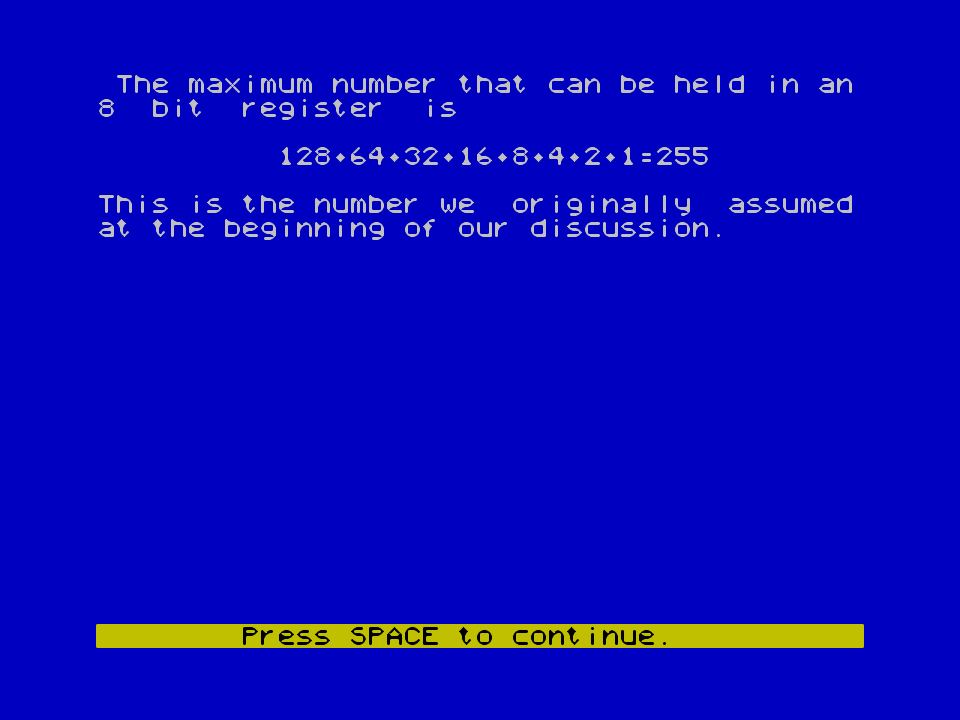 The maximum number that can be held in an
8 bit register is
128+64+32+16+8+4+2+1=255
This is the number we originally assumed
at the beginning of our discussion.
Press SPACE to continue.